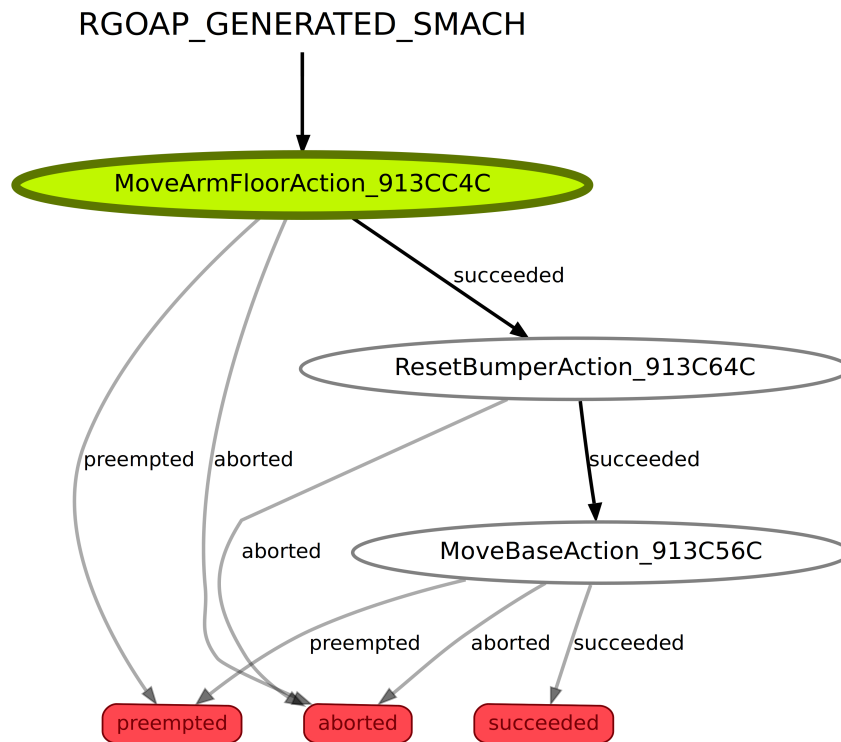 RGOAP_GENERATED_SMACH
MoveArmFloorAction_913CC4C
succeeded
ResetBumperAction_913C64C
preempted
aborted
succeeded
aborted
MoveBaseAction_913C56C
preempted
aborted
succeeded
preempted
aborted
succeeded